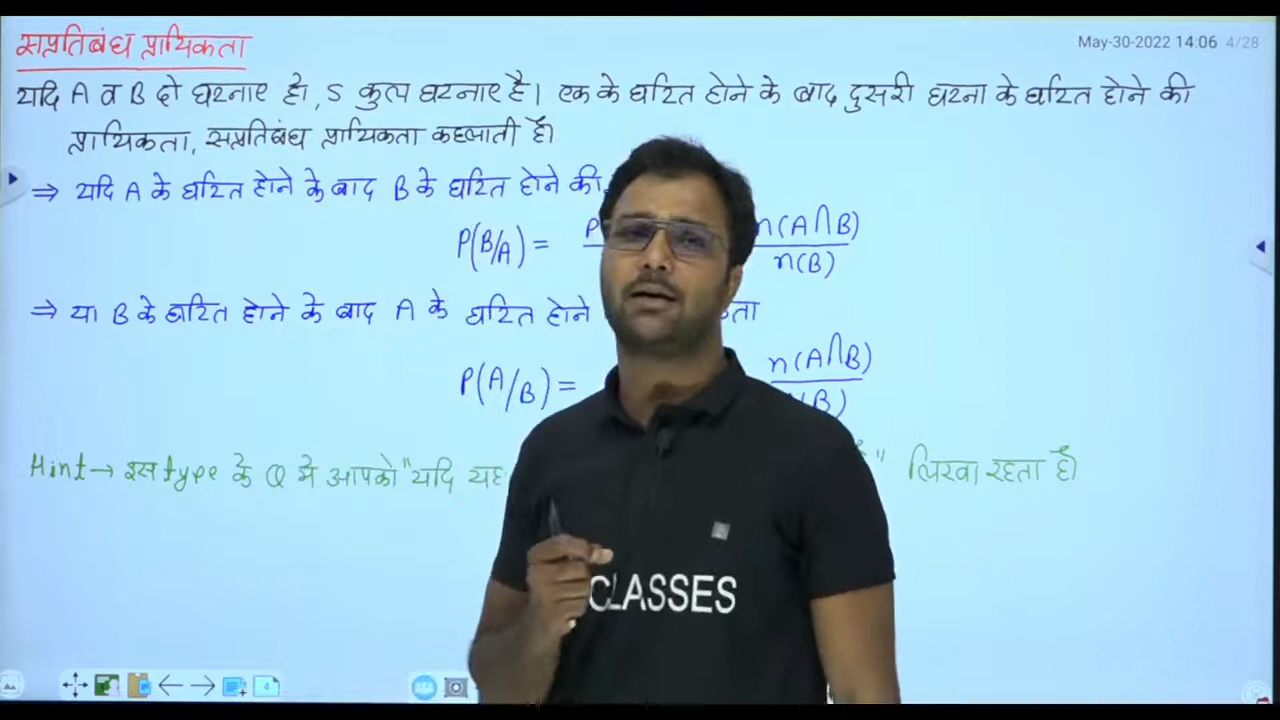 सप्रतिबंध प्रायिकता
May-30-2022 14:06 4/28
यदि A व B दो घटनाए हो, S कुल घटनाए है। एक के घटित होने के बाद दुसरी घटना के घटित होने की
प्रायिकता, सप्रतिबंध प्रायिकता कहलाती है।
⇒ यदि A के घटित होने के बाद B के घटित होने की
P(B/A) = P n(A∩B)
n(B)
⇒ या B के घटित होने के बाद A के घटित होने
P(A/B) = n(A∩B)
B)
Hint → इस type के Q मे आपको "यदि यह " लिखा रहता है।
CLASSES
4